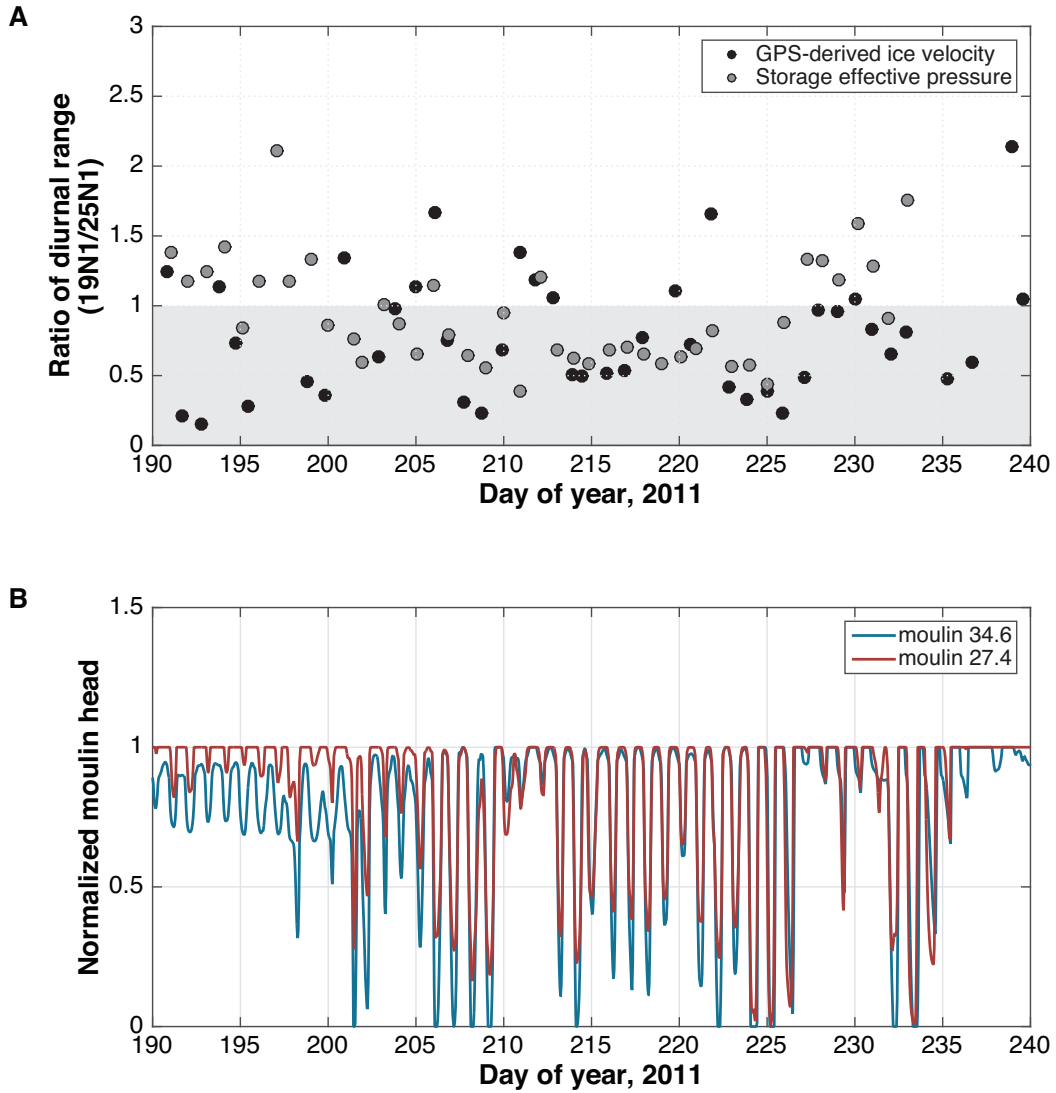 A
3
2.5
2
1.5
1
0.5
0
Ratio of diurnal range
(19N1/25N1)
GPS-derived ice velocity
Storage effective pressure
190 195 200 205 210 215 220 225 230 235 240
Day of year, 2011
B
1.5
1
0.5
0
Normalized moulin head
moulin 34.6
moulin 27.4
190 195 200 205 210 215 220 225 230 235 240
Day of year, 2011